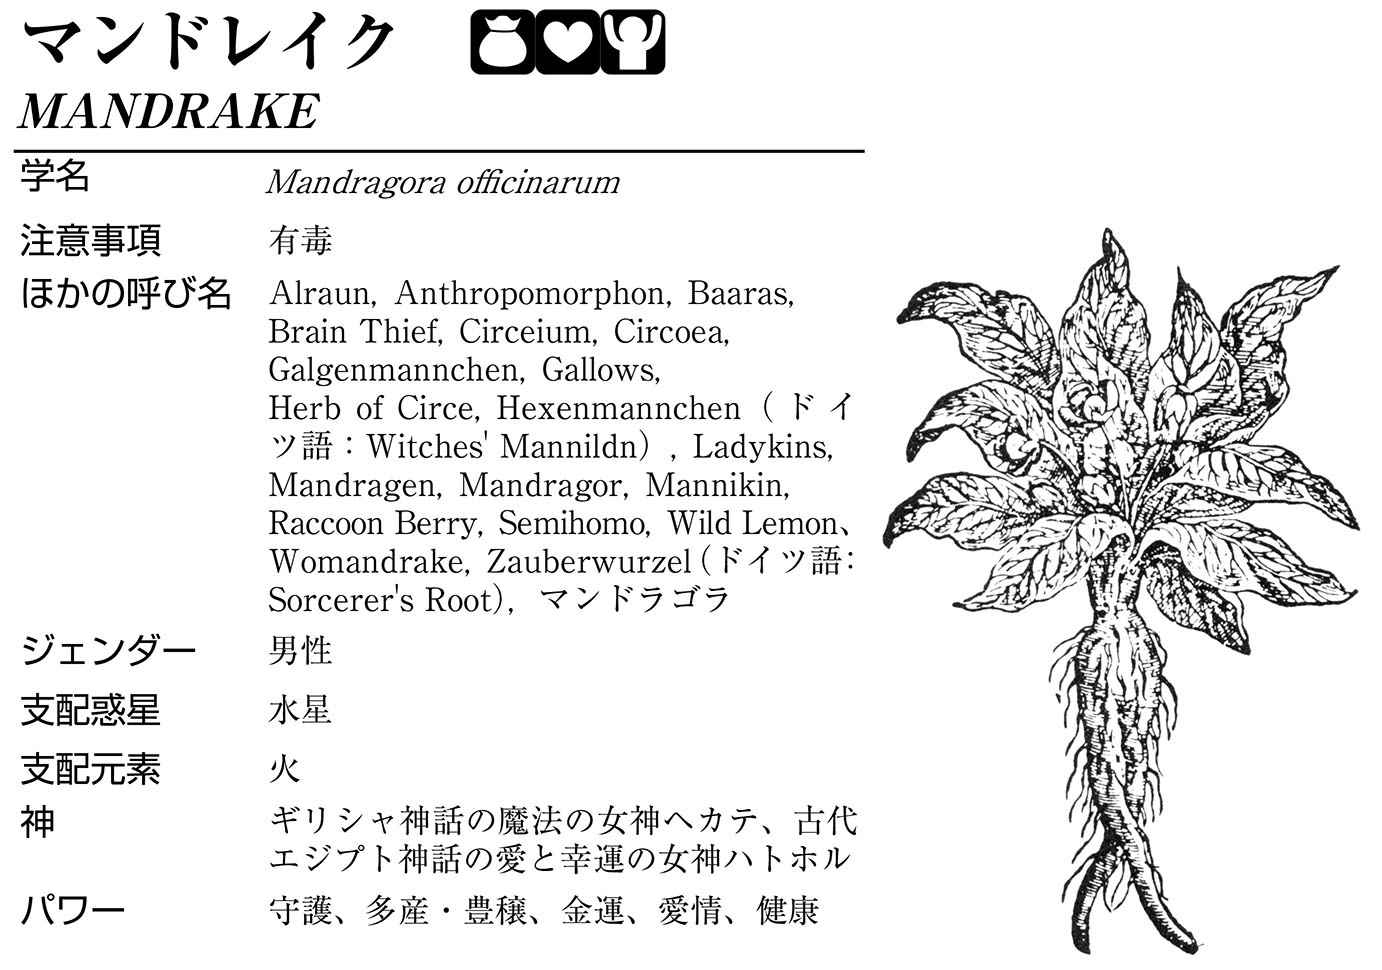 マンドレイク
MANDRAKE
学名 Mandragora officinarum
注意事項 有毒
ほかの呼び名 Alraun, Anthropomorphon, Baaras,
Brain Thief, Circeium, Circoea,
Galgenmannchen, Gallows,
Herb of Circe, Hexenmannchen（ドイ
ツ語：Witches' Mannildn）, Ladykins,
Mandragen, Mandragor, Mannikin,
Raccoon Berry, Semihomo, Wild Lemon、
Womandrake, Zauberwurzel (ドイツ語:
Sorcerer's Root), マンドラゴラ
ジェンダー 男性
支配惑星 水星
支配元素 火
神 ギリシャ神話の魔法の女神ヘカテ、古代
エジプト神話の愛と幸運の女神ハトホル
パワー 守護、多産・豊穣、金運、愛情、健康